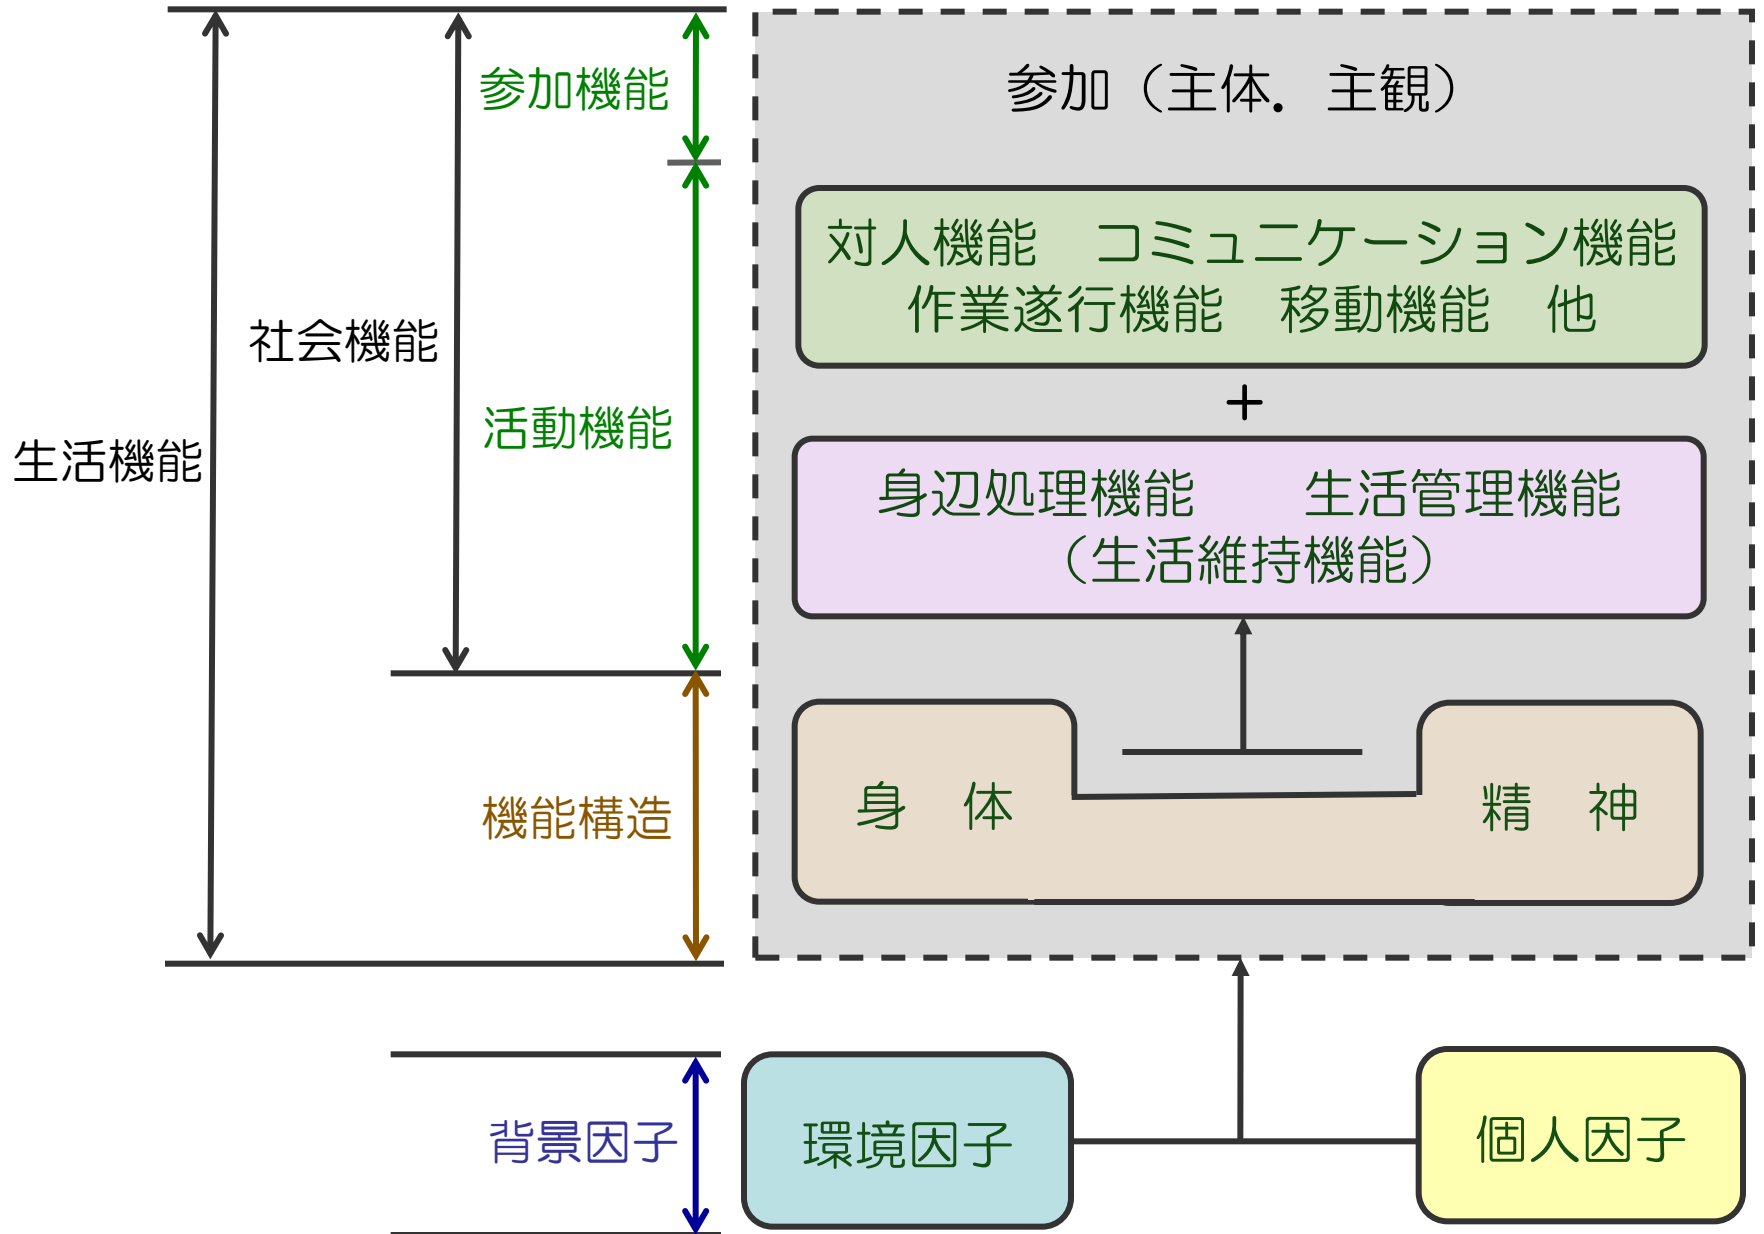 参加（主体．主観）
参加機能
対人機能　コミュニケーション機能
作業遂行機能　移動機能　他
社会機能
＋
活動機能
生活機能
身辺処理機能　　生活管理機能
（生活維持機能）
機能構造
身　体
精　神
背景因子
環境因子
個人因子